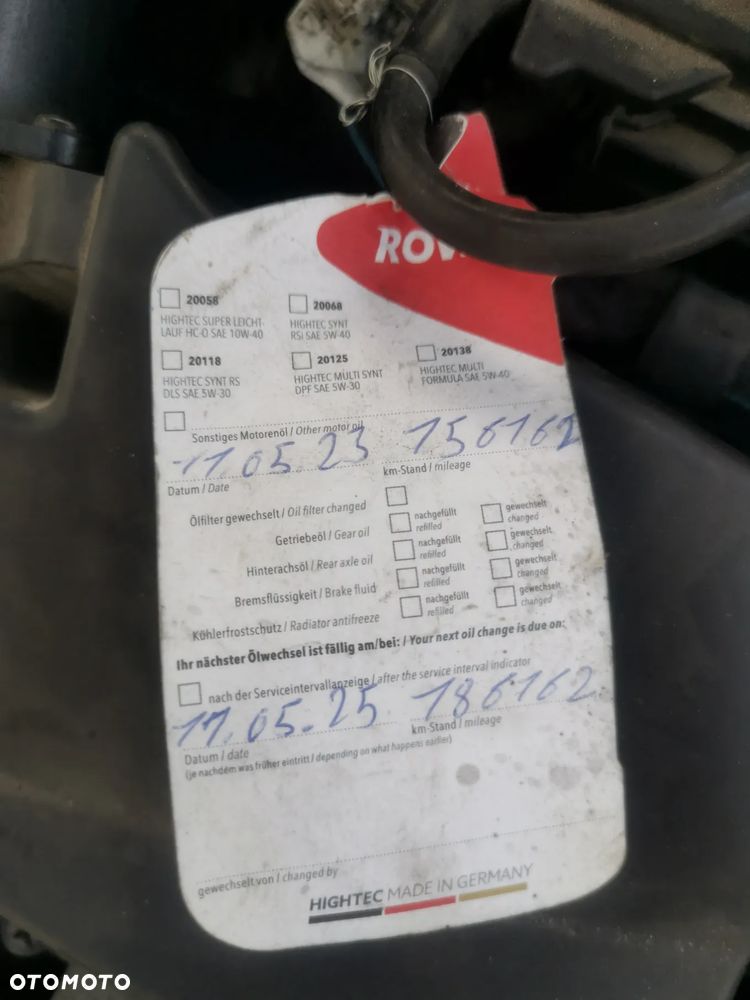 ROW
20058
HIGHTEC SUPER LEICHT-
LAUF HC-O SAE 10W-40
20068
HIGHTEC SYNT
RSi SAE 5W-40
20118
HIGHTEC SYNT RS
DLS SAE 5W-30
20125
HIGHTEC MULTI SYNT
DPF SAE 5W-30
20138
HIGHTEC MULTI
FORMULA SAE 5W-40
Sonstiges Motorenöl / Other motor oil
11.05.23 156162
Datum / Date km-Stand / mileage
Ölfilter gewechselt / Oil filter changed
Getriebeöl / Gear oil nachgefüllt gewechselt
refilled changed
Hinterachsöl / Rear axle oil nachgefüllt gewechselt
refilled changed
Bremsflüssigkeit / Brake fluid nachgefüllt gewechselt
refilled changed
Kühlerfrostschutz / Radiator antifreeze nachgefüllt gewechselt
refilled changed
Ihr nächster Ölwechsel ist fällig am/bei: / Your next oil change is due on:
nach der Serviceintervallanzeige / after the service interval indicator
11.05.25 186162
Datum / date km-Stand / mileage
(je nachdem was früher eintritt / depending on what happens earlier)
gewechselt von / changed by
HIGHTEC MADE IN GERMANY
OTOMOTO